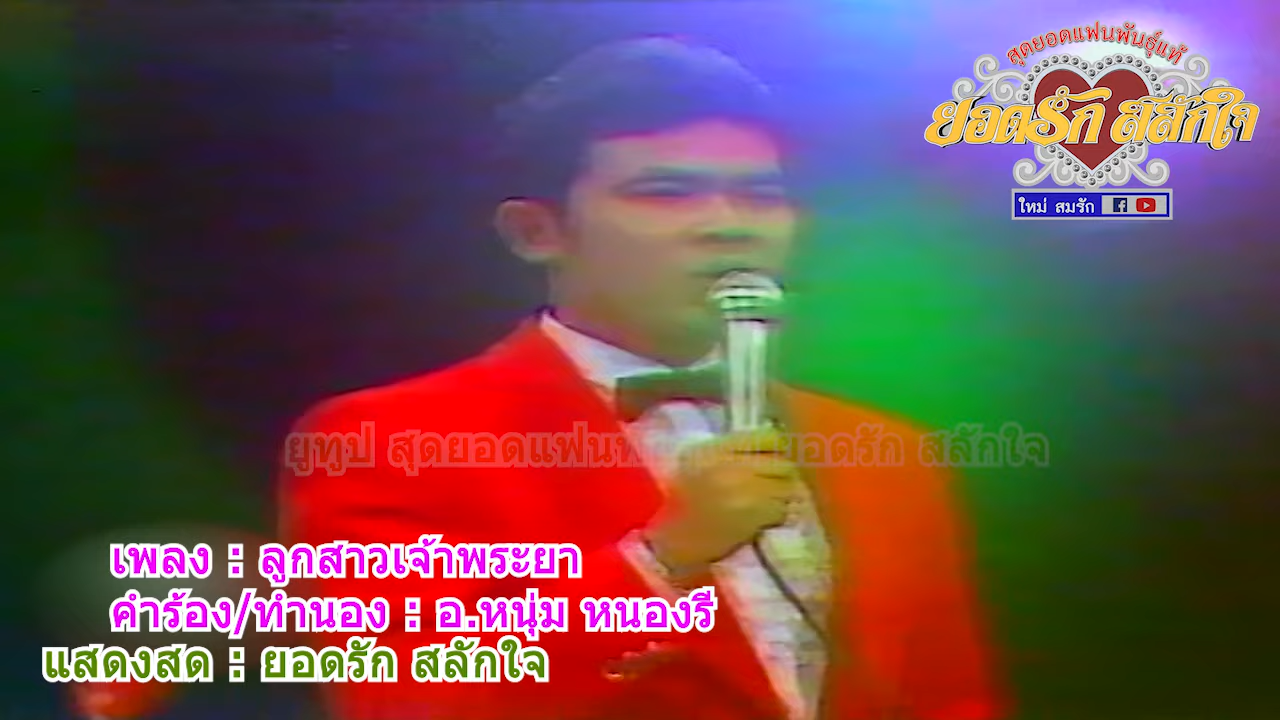 สุดยอดแฟนพันธุ์แท้
ยอดรัก สลักใจ
ใหม่ สมรัก
ยูทูป สุดยอดแฟน ยอดรัก สลักใจ
เพลง : ลูกสาวเจ้าพระยา
คำร้อง/ทำนอง : อ.หนุ่ม หนองรี
แสดงสด : ยอดรัก สลักใจ